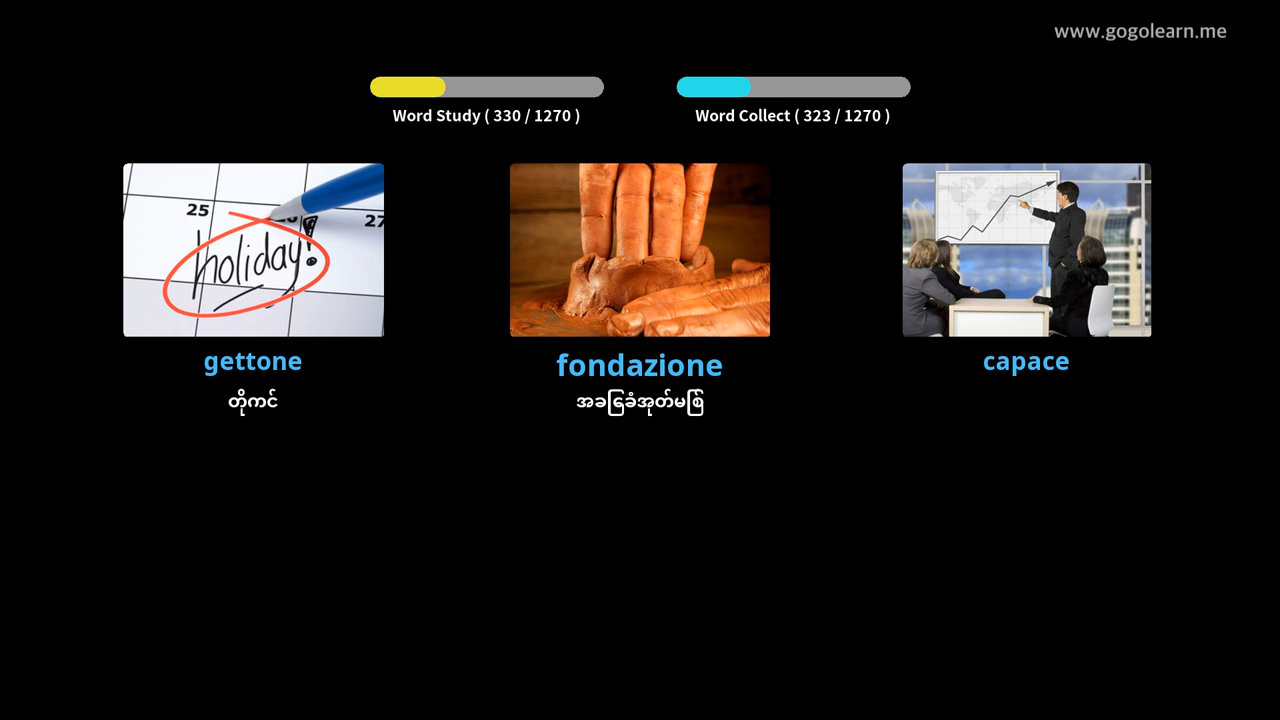 www.gogolearn.me
Word Study ( 330 / 1270 )
Word Collect ( 323 / 1270 )
25
27
holiday!
gettone
fondazione
capace
တိုကင်
အခြေခံအုတ်မြစ်